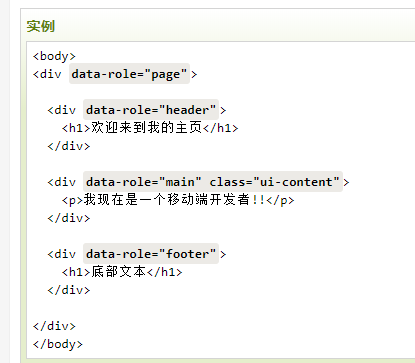 实例
<body>
<div data-role="page">
<div data-role="header">
<h1>欢迎来到我的主页</h1>
</div>
<div data-role="main" class="ui-content">
<p>我现在是一个移动端开发者!!</p>
</div>
<div data-role="footer">
<h1>底部文本</h1>
</div>
</div>
</body>